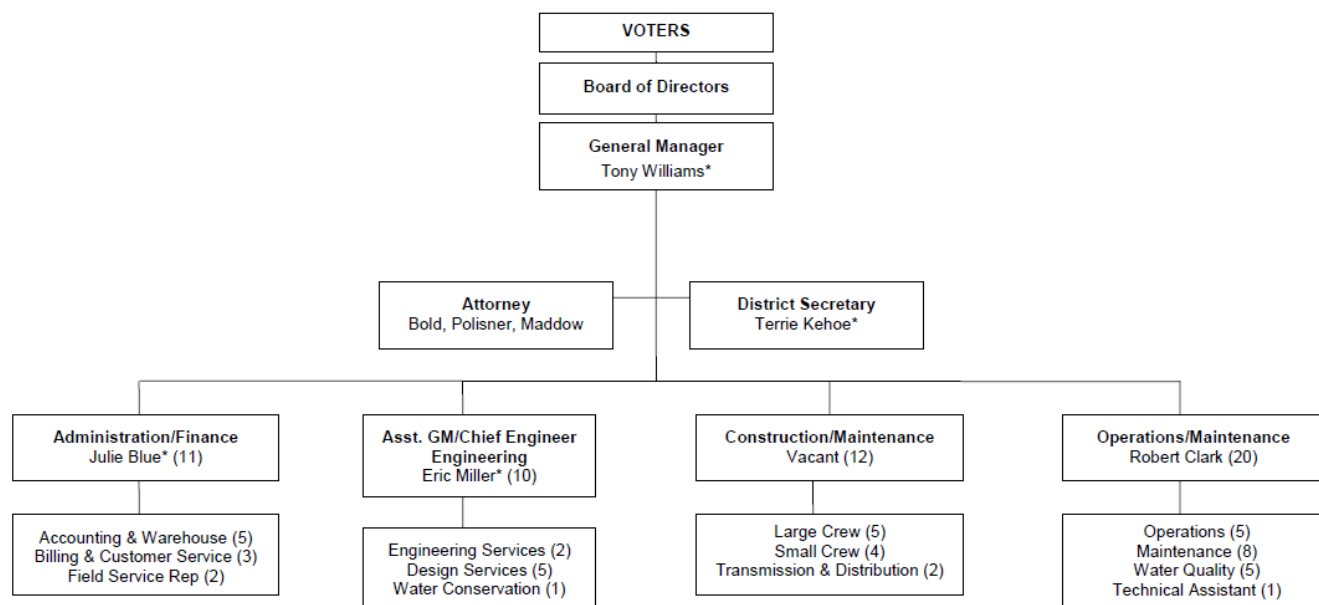 VOTERS
Board of Directors
General Manager
Tony Williams*
Attorney
Bold, Polisner, Maddow
District Secretary
Terrie Kehoe*
Administration/Finance
Julie Blue* (11)
Asst. GM/Chief Engineer
Engineering
Eric Miller* (10)
Construction/Maintenance
Vacant (12)
Operations/Maintenance
Robert Clark (20)
Accounting & Warehouse (5)
Billing & Customer Service (3)
Field Service Rep (2)
Engineering Services (2)
Design Services (5)
Water Conservation (1)
Large Crew (5)
Small Crew (4)
Transmission & Distribution (2)
Operations (5)
Maintenance (8)
Water Quality (5)
Technical Assistant (1)